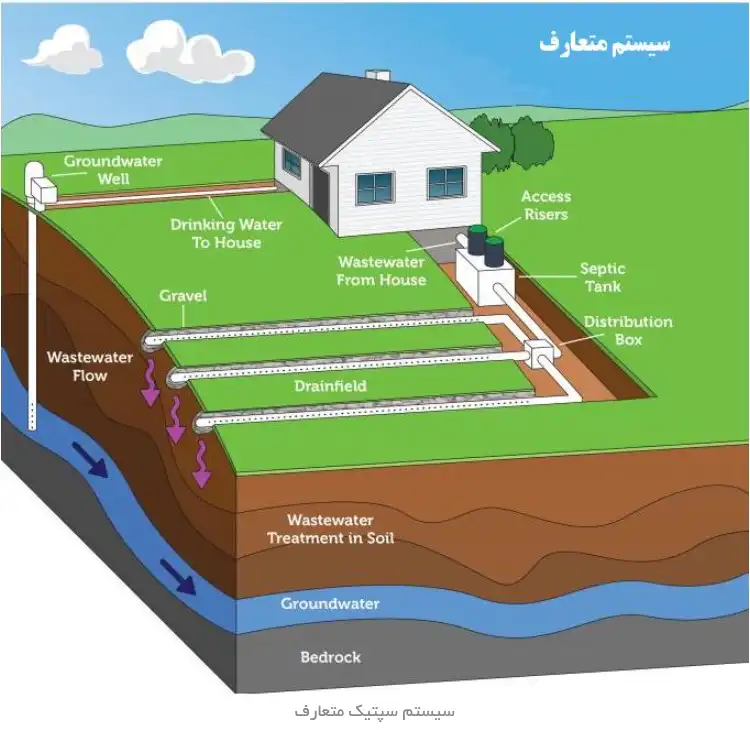 سیستم متعارف
Groundwater
Well
Drinking Water
To House
Access
Risers
Wastewater
From House
Septic
Tank
Gravel
Distribution
Box
Wastewater
Flow
Drainfield
Wastewater
Treatment in Soil
Groundwater
Bedrock
سیستم سپتیک متعارف